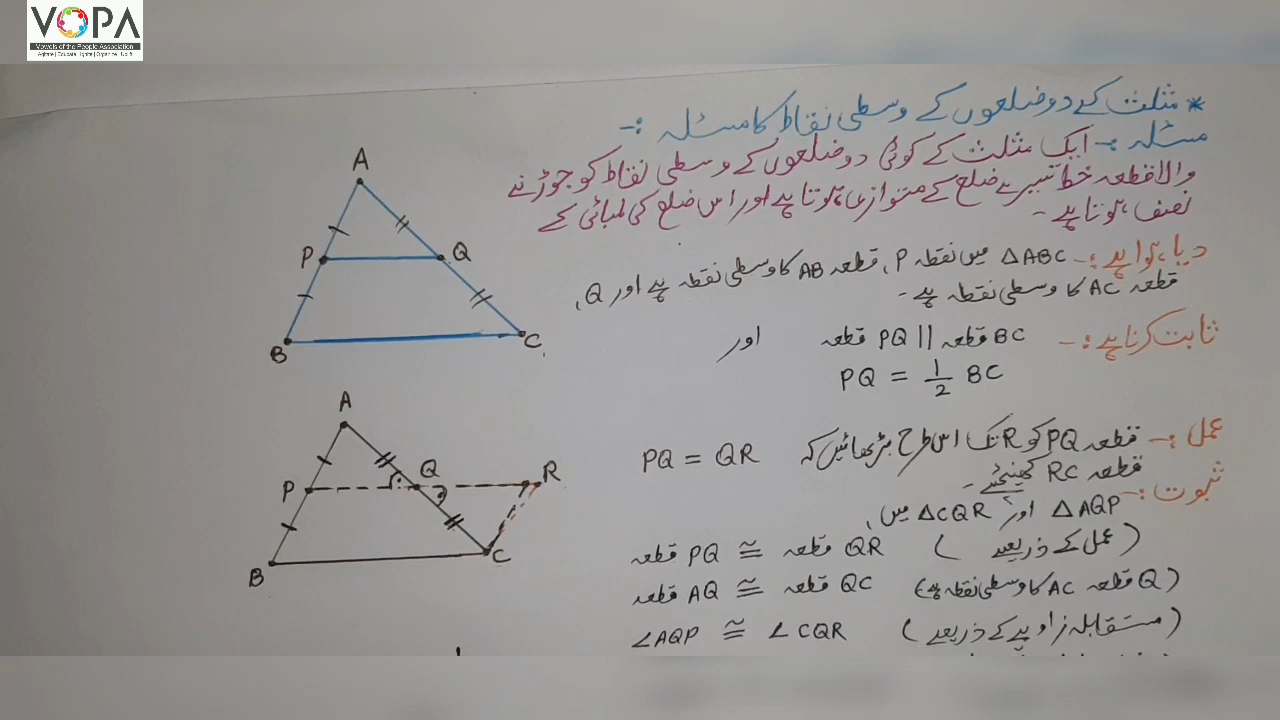 VOPA
Vowels of the People Association
* مثلث کے دو ضلعوں کے وسطی نقاط کا مسئلہ :-
مسئلہ :- ایک مثلث کے کوئی دو ضلعوں کے وسطی نقاط کو جوڑنے
والا قطعہ خط تیسرے ضلع کے متوازی ہوتا ہے اور اس ضلع کی لمبائی کے
نصف ہوتا ہے -
دیا ہوا ہے :- ΔABC میں نقطہ P، قطعہ AB کا وسطی نقطہ ہے اور Q،
قطعہ AC کا وسطی نقطہ ہے -
ثابت کرنا ہے :- قطعہ PQ || قطعہ BC اور
PQ = 1/2 BC
عمل :- قطعہ PQ کو R تک اس طرح بڑھائیں کہ PQ = QR
قطعہ RC کھینچئے -
ثبوت :- ΔAQP اور ΔCQR میں،
قطعہ PQ ≅ قطعہ QR (عمل کے ذریعے)
قطعہ AQ ≅ قطعہ QC (Q قطعہ AC کا وسطی نقطہ ہے)
∠AQP ≅ ∠CQR (متقابلہ زاویے کے ذریعے)
A
P
Q
B
C
A
P
Q
R
B
C